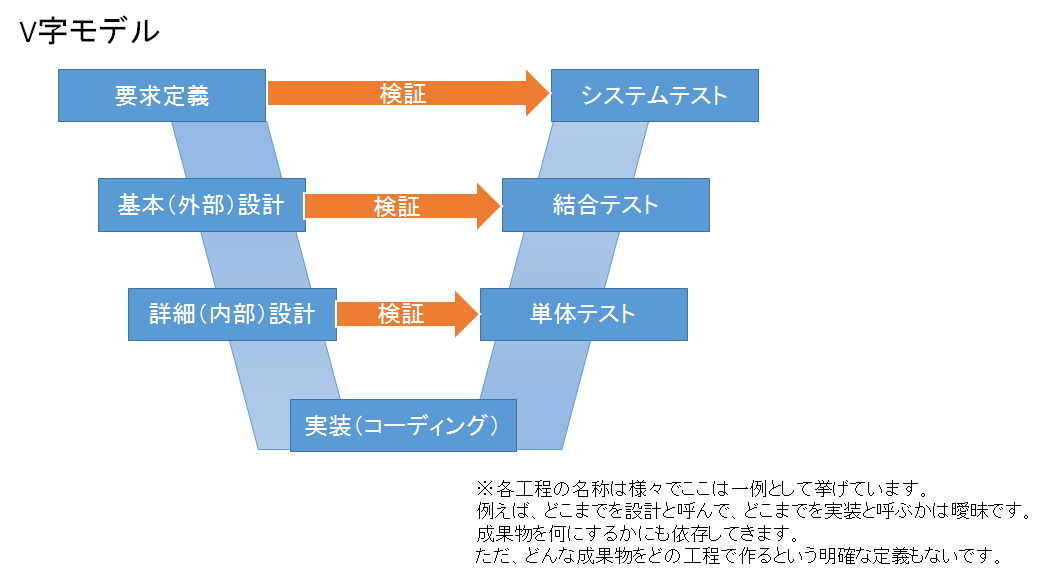 V字モデル
要求定義
検証
システムテスト
基本(外部)設計
検証
結合テスト
詳細(内部)設計
検証
単体テスト
実装(コーディング)
※各工程の名称は様々でここは一例として挙げています。
例えば、どこまでを設計と呼んで、どこまでを実装と呼ぶかは曖昧です。
成果物を何にするかにも依存してきます。
ただ、どんな成果物をどの工程で作るという明確な定義もないです。